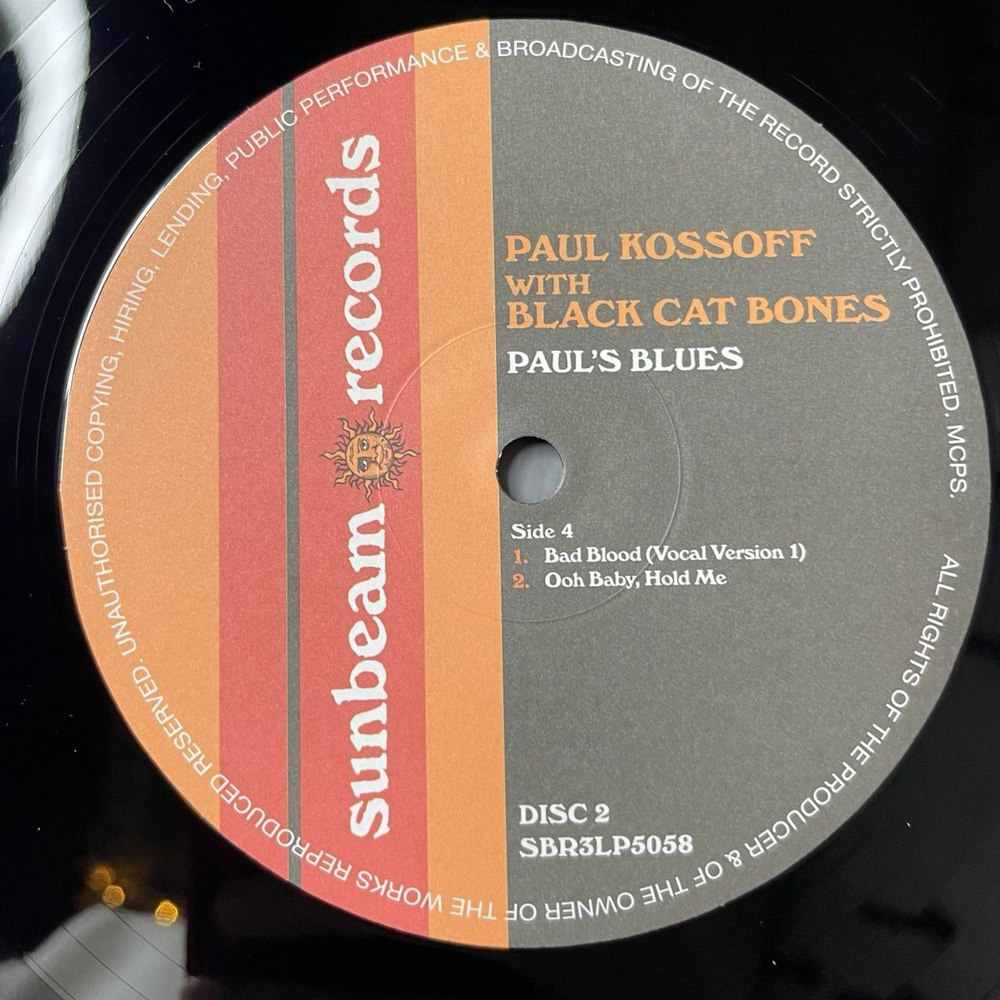 PAUL KOSSOFF
WITH
BLACK CAT BONES
PAUL'S BLUES
Side 4
1. Bad Blood (Vocal Version 1)
2. Ooh Baby, Hold Me
DISC 2
SBR3LP5058
sunbeam records
ALL RIGHTS OF THE PRODUCER & OF THE OWNER OF THE WORKS REPRODUCED RESERVED. UNAUTHORISED COPYING, HIRING, LENDING, PUBLIC PERFORMANCE & BROADCASTING OF THE RECORD STRICTLY PROHIBITED. MCPS.